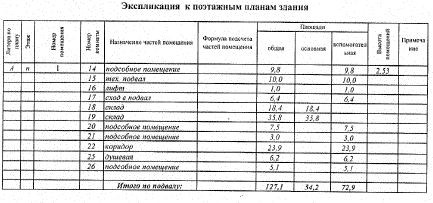 Экспликация к поэтажным планам здания
Литера по плану Этаж Номер помещения Номер комнаты Назначение частей помещения Формула подсчета частей помещения Площади Высота помещений Примечание
общая основная вспомогательная
А п I 14 подсобное помещение 9,8 9,8 2,53
15 тех. подвал 10,0 10,0
16 лифт 1,0 1,0
17 сход в подвал 6,4 6,4
18 склад 18,4 18,4
19 склад 35,8 35,8
20 подсобное помещение 7,5 7,5
21 подсобное помещение 3,0 3,0
22 коридор 23,9 23,9
25 душевая 6,2 6,2
26 подсобное помещение 5,1 5,1
Итого по подвалу: 127,1 54,2 72,9